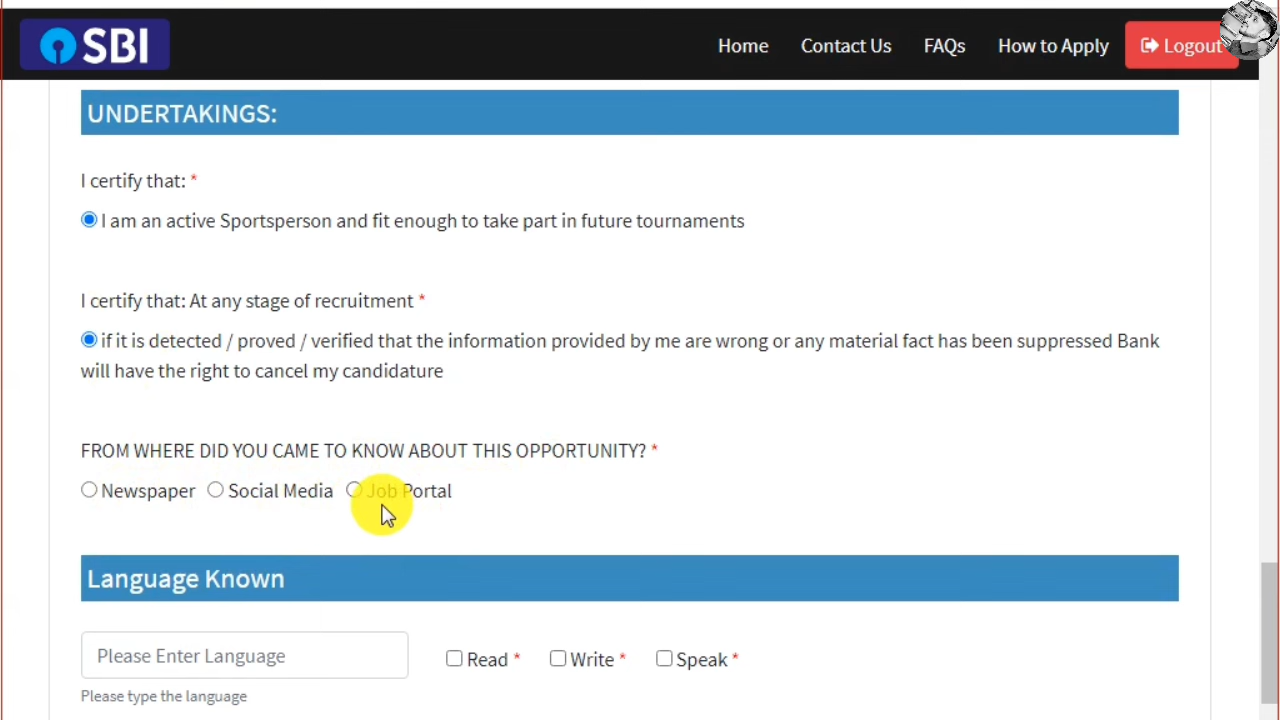 SBI
Home Contact Us FAQs How to Apply Logout
UNDERTAKINGS:
I certify that: *
I am an active Sportsperson and fit enough to take part in future tournaments
I certify that: At any stage of recruitment *
if it is detected / proved / verified that the information provided by me are wrong or any material fact has been suppressed Bank
will have the right to cancel my candidature
FROM WHERE DID YOU CAME TO KNOW ABOUT THIS OPPORTUNITY? *
Newspaper Social Media Job Portal
Language Known
Please Enter Language Read * Write * Speak *
Please type the language